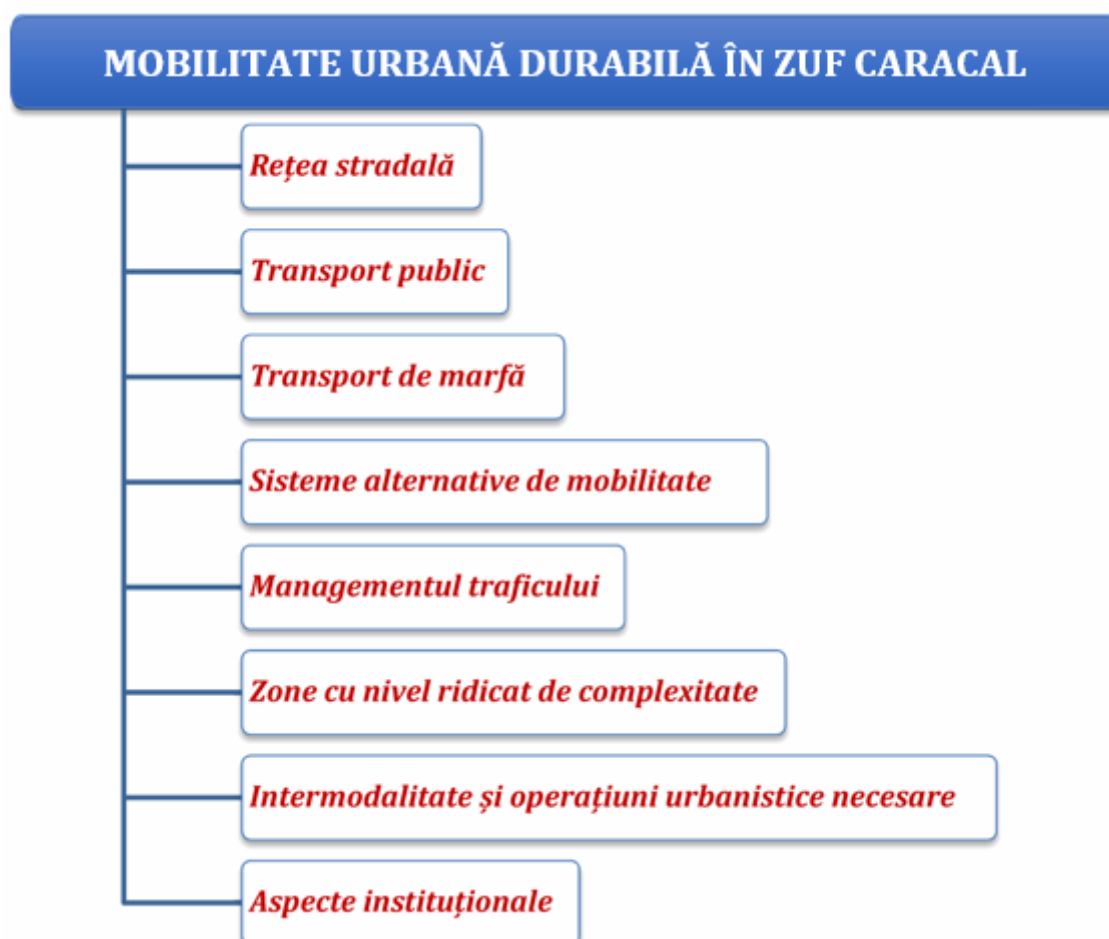 MOBILITATE URBANĂ DURABILĂ ÎN ZUF CARACAL
Rețea stradală
Transport public
Transport de marfă
Sisteme alternative de mobilitate
Managementul traficului
Zone cu nivel ridicat de complexitate
Intermodalitate și operațiuni urbanistice necesare
Aspecte instituționale